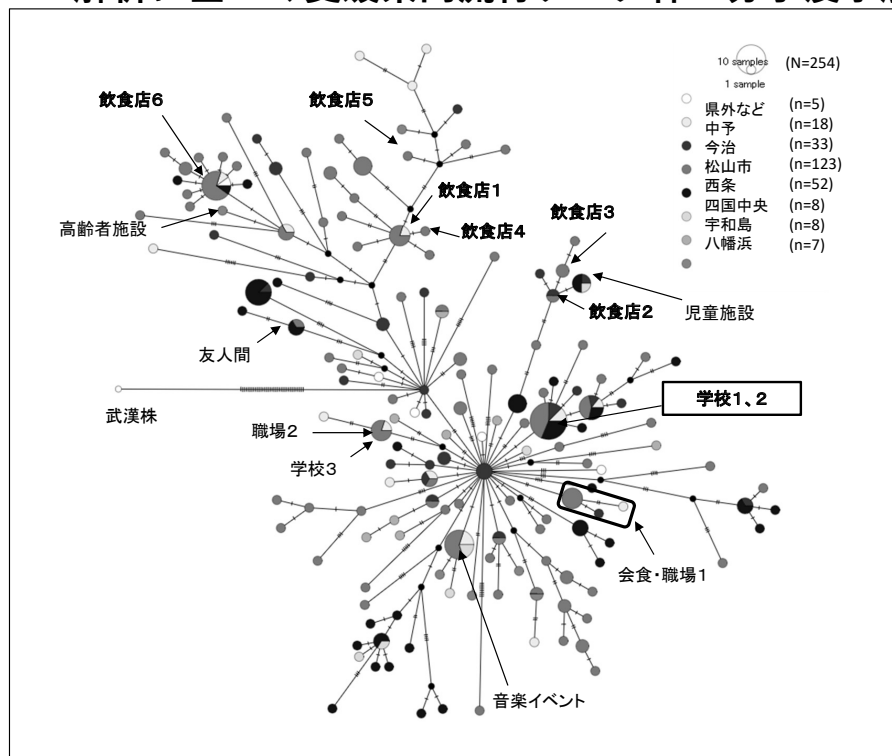 10 samples
1 sample
(N=254)
県外など (n=5)
中予 (n=18)
今治 (n=33)
松山市 (n=123)
西条 (n=52)
四国中央 (n=8)
宇和島 (n=8)
八幡浜 (n=7)
飲食店6
飲食店5
飲食店1
飲食店4
飲食店3
飲食店2
高齢者施設
児童施設
友人間
武漢株
職場2
学校3
学校1、2
会食・職場1
音楽イベント